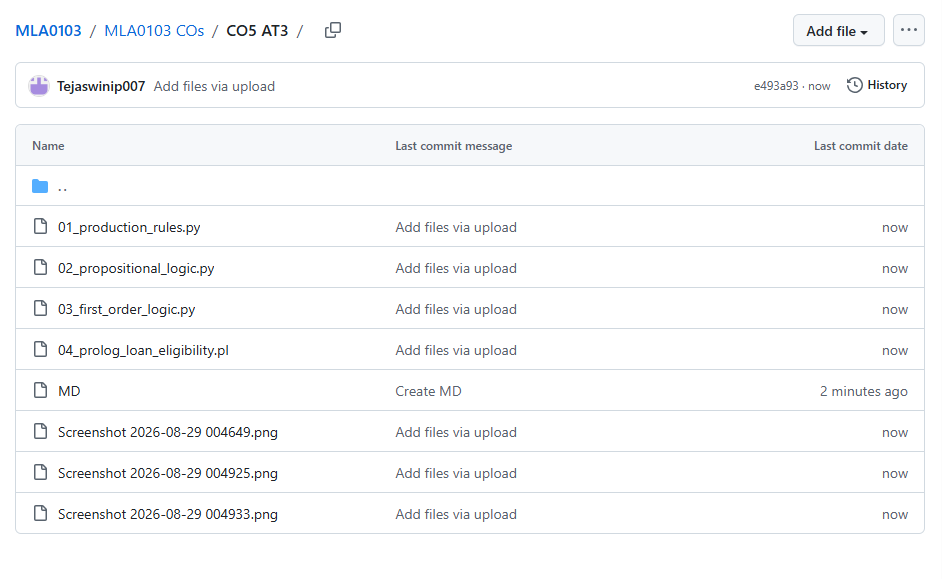 MLA0103 / MLA0103 COs / CO5 AT3 /
Add file
Tejaswinip007 Add files via upload
e493a93 · now
History
Name Last commit message Last commit date
..
01_production_rules.py Add files via upload now
02_propositional_logic.py Add files via upload now
03_first_order_logic.py Add files via upload now
04_prolog_loan_eligibility.pl Add files via upload now
MD Create MD 2 minutes ago
Screenshot 2026-08-29 004649.png Add files via upload now
Screenshot 2026-08-29 004925.png Add files via upload now
Screenshot 2026-08-29 004933.png Add files via upload now